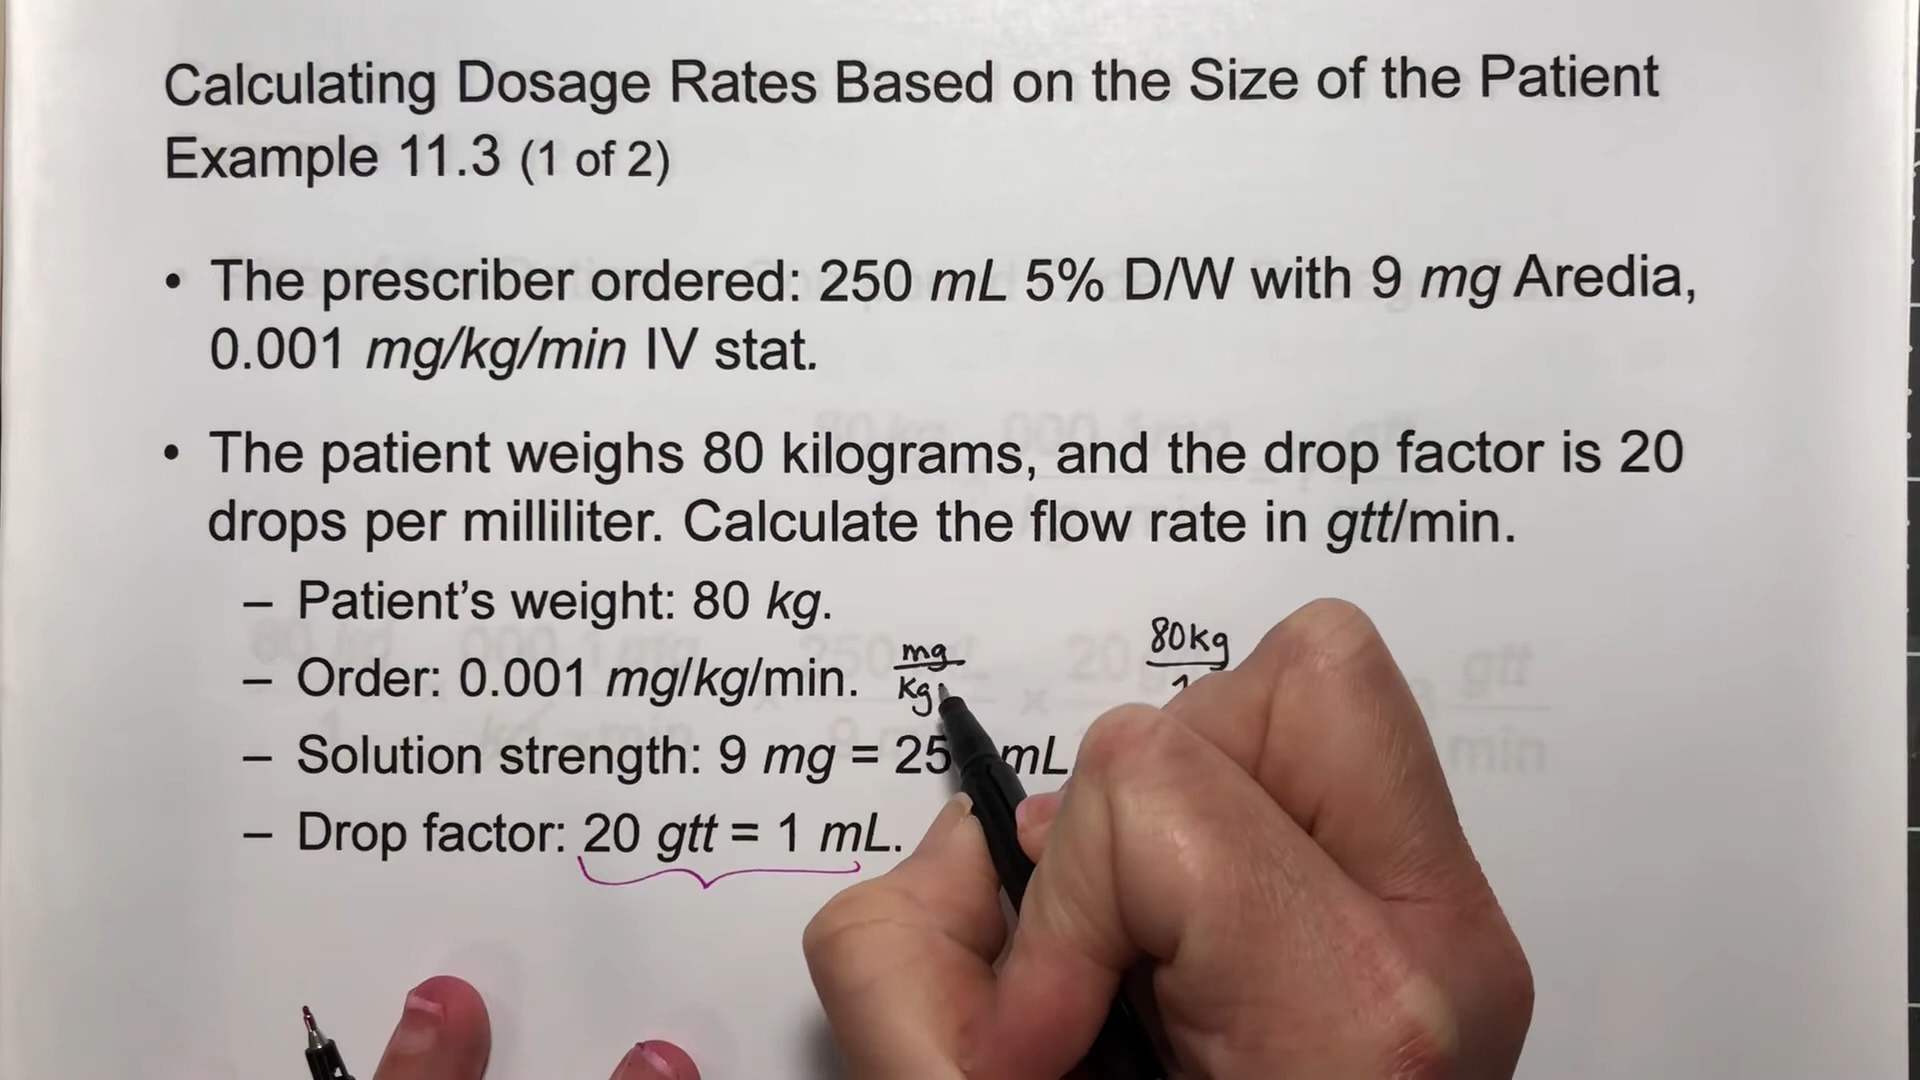 Calculating Dosage Rates Based on the Size of the Patient
Example 11.3 (1 of 2)
• The prescriber ordered: 250 mL 5% D/W with 9 mg Aredia,
0.001 mg/kg/min IV stat.
• The patient weighs 80 kilograms, and the drop factor is 20
drops per milliliter. Calculate the flow rate in gtt/min.
– Patient's weight: 80 kg.
– Order: 0.001 mg/kg/min.
mg
kg
80kg
– Solution strength: 9 mg = 25 mL
– Drop factor: 20 gtt = 1 mL.